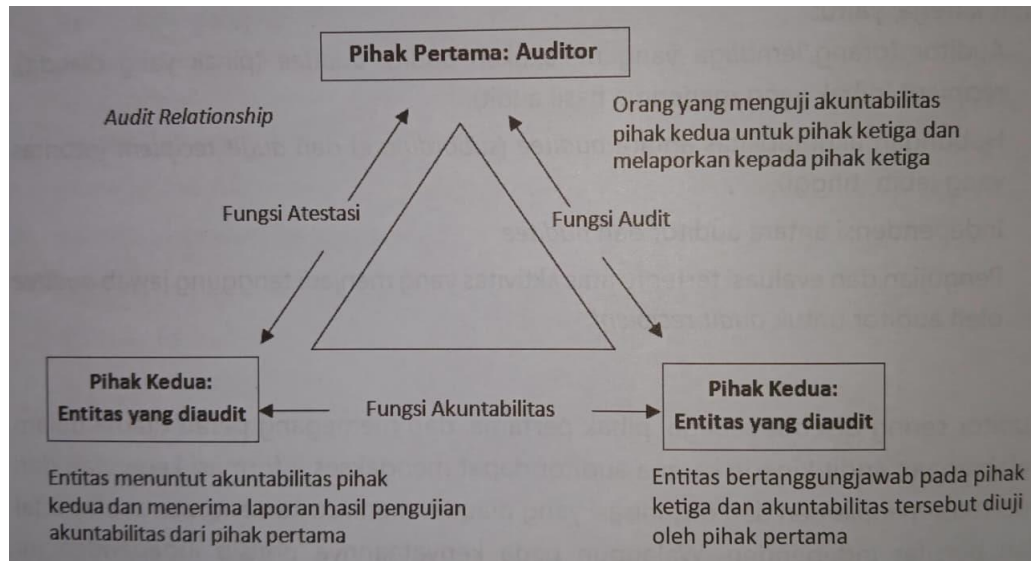 Pihak Pertama: Auditor
Audit Relationship
Orang yang menguji akuntabilitas
pihak kedua untuk pihak ketiga dan
melaporkan kepada pihak ketiga
Fungsi Atestasi
Fungsi Audit
Pihak Kedua:
Entitas yang diaudit
Fungsi Akuntabilitas
Pihak Kedua:
Entitas yang diaudit
Entitas menuntut akuntabilitas pihak
kedua dan menerima laporan hasil pengujian
akuntabilitas dari pihak pertama
Entitas bertanggungjawab pada pihak
ketiga dan akuntabilitas tersebut diuji
oleh pihak pertama